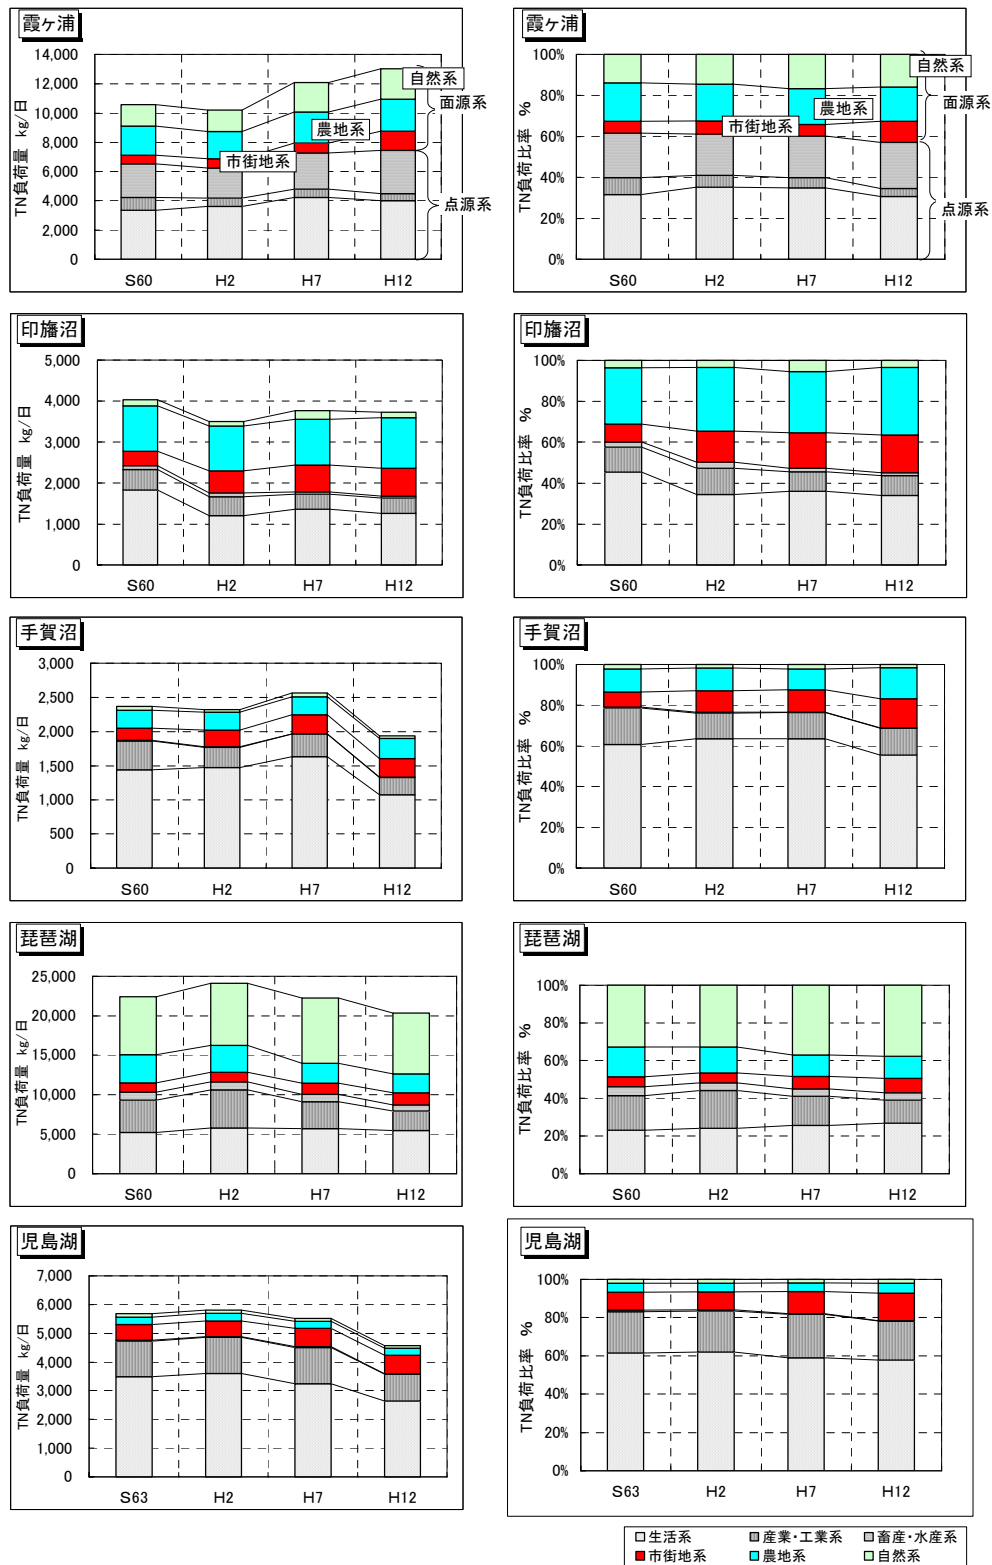 霞ヶ浦
TN負荷量 kg/日
14,000
12,000
10,000
8,000
6,000
4,000
2,000
0
S60 H2 H7 H12
自然系
農地系
市街地系
面源系
点源系
霞ヶ浦
TN負荷比率 %
100%
80%
60%
40%
20%
0%
S60 H2 H7 H12
自然系
農地系
市街地系
面源系
点源系
印旛沼
TN負荷量 kg/日
5,000
4,000
3,000
2,000
1,000
0
S60 H2 H7 H12
印旛沼
TN負荷比率 %
100%
80%
60%
40%
20%
0%
S60 H2 H7 H12
手賀沼
TN負荷量 kg/日
3,000
2,500
2,000
1,500
1,000
500
0
S60 H2 H7 H12
手賀沼
TN負荷比率 %
100%
80%
60%
40%
20%
0%
S60 H2 H7 H12
琵琶湖
TN負荷量 kg/日
25,000
20,000
15,000
10,000
5,000
0
S60 H2 H7 H12
琵琶湖
TN負荷比率 %
100%
80%
60%
40%
20%
0%
S60 H2 H7 H12
児島湖
TN負荷量 kg/日
7,000
6,000
5,000
4,000
3,000
2,000
1,000
0
S63 H2 H7 H12
児島湖
TN負荷比率 %
100%
80%
60%
40%
20%
0%
S63 H2 H7 H12
生活系 産業・工業系 畜産・水産系
市街地系 農地系 自然系